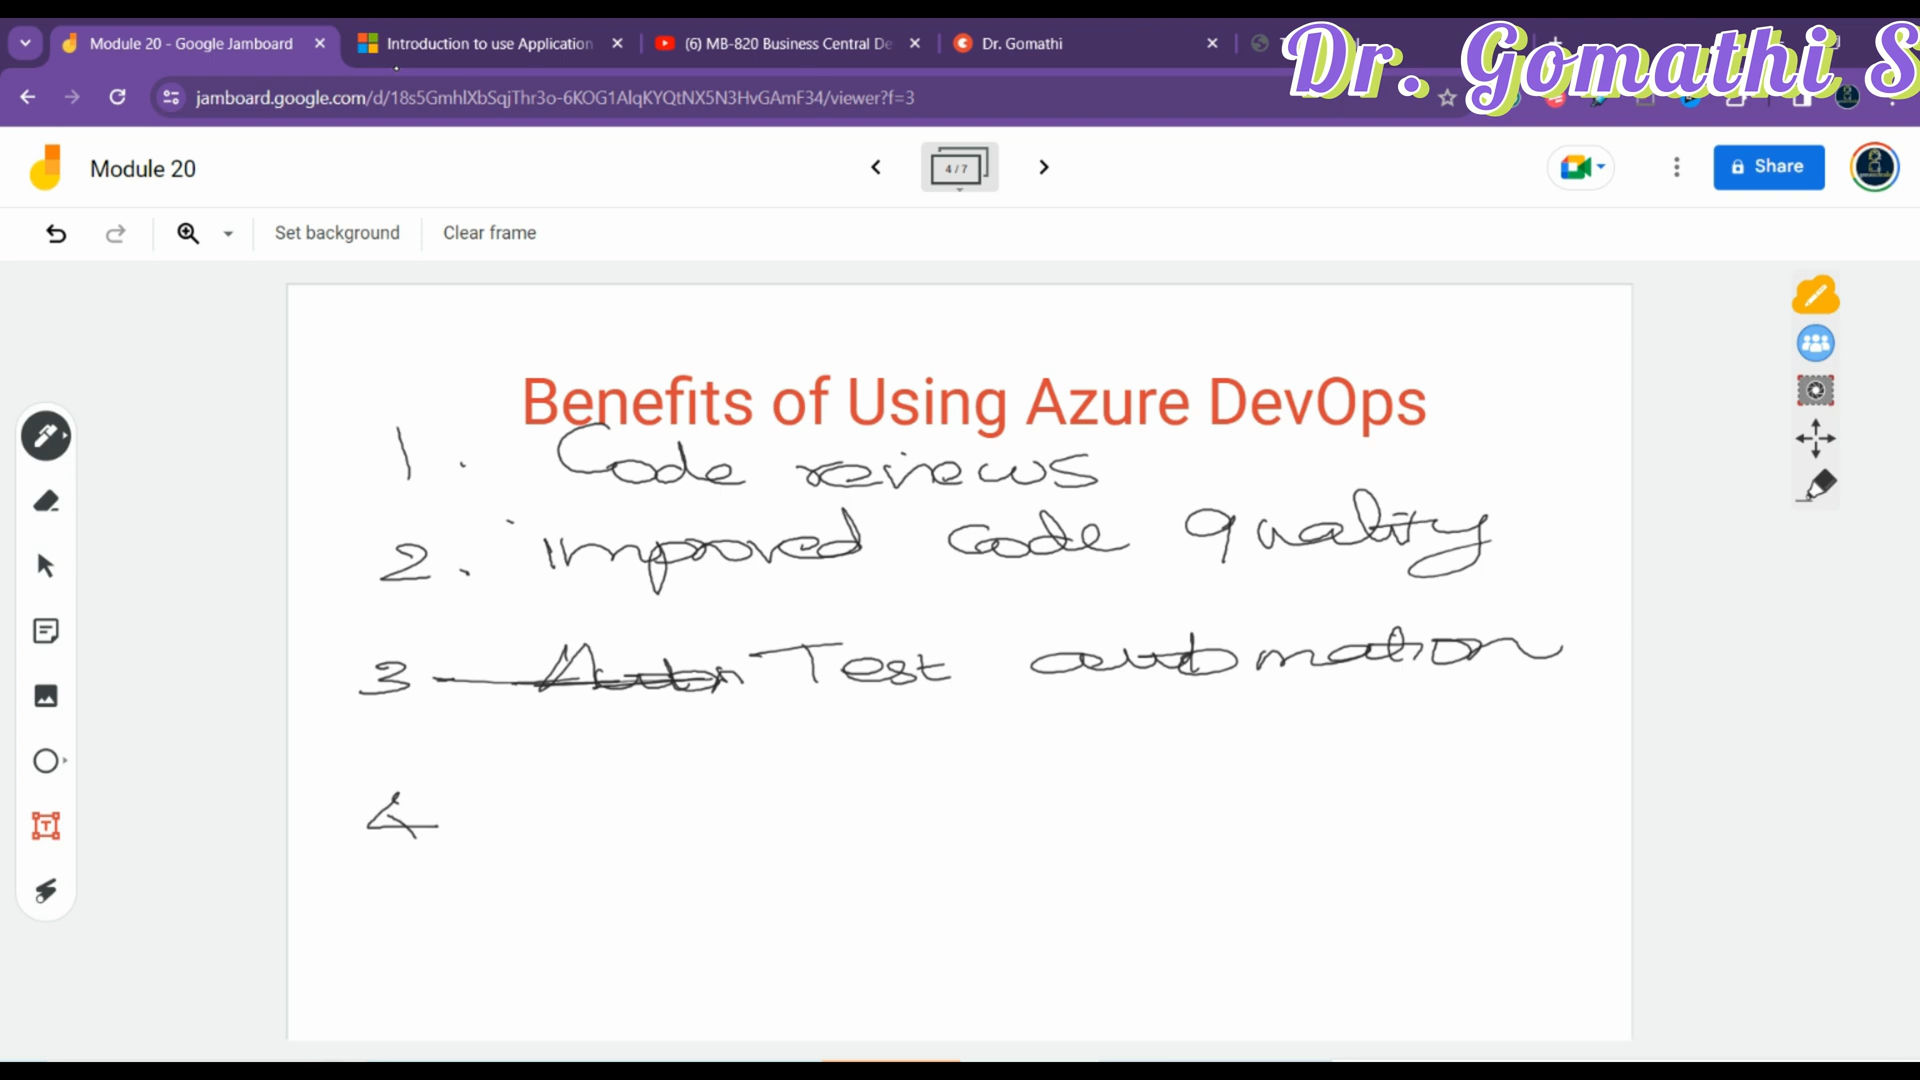 Module 20 - Google Jamboard
Introduction to use Application
(6) MB-820 Business Central De
Dr. Gomathi
Dr. Gomathi S
jamboard.google.com/d/18s5GmhlXbSqjThr3o-6KOG1AlqKYQtNX5N3HvGAmF34/viewer?f=3
Module 20
4 / 7
Share
Set background
Clear frame
Benefits of Using Azure DevOps
1. Code reviews
2. improved code quality
3 Test automation
4